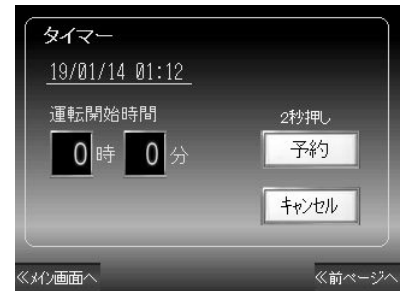 タイマー
19/01/14 01:12
運転開始時間
2秒押し
0時 0分
予約
キャンセル
≪メイン画面へ
≪前ページへ